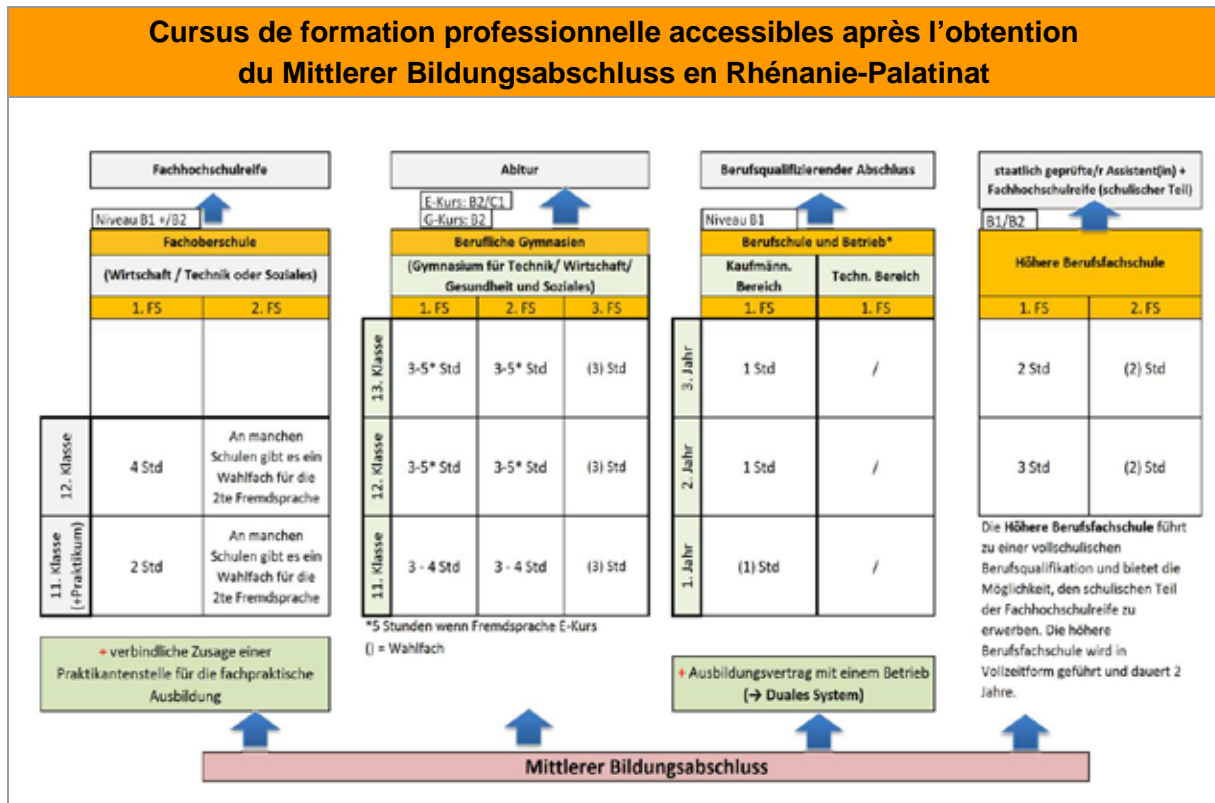 Cursus de formation professionnelle accessibles après l’obtention
du Mittlerer Bildungsabschluss en Rhénanie-Palatinat
Fachhochschulreife
Niveau B1 +/B2
Fachoberschule
(Wirtschaft / Technik oder Soziales)
1. FS
2. FS
12. Klasse
4 Std
An manchen
Schulen gibt es ein
Wahlfach für die
2te Fremdsprache
11. Klasse
(+Praktikum)
2 Std
An manchen
Schulen gibt es ein
Wahlfach für die
2te Fremdsprache
+ verbindliche Zusage einer
Praktikantenstelle für die fachpraktische
Ausbildung
Abitur
E-Kurs: B2/C1
G-Kurs: B2
Berufliche Gymnasien
(Gymnasium für Technik/ Wirtschaft/
Gesundheit und Soziales)
1. FS
2. FS
3. FS
13. Klasse
3-5* Std
3-5* Std
(3) Std
12. Klasse
3-5* Std
3-5* Std
(3) Std
11. Klasse
3 - 4 Std
3 - 4 Std
(3) Std
*5 Stunden wenn Fremdsprache E-Kurs
() = Wahlfach
Berufsqualifizierender Abschluss
Niveau B1
Berufschule und Betrieb*
Kaufmänn.
Bereich
Techn. Bereich
1. FS
1. FS
3. Jahr
1 Std
/
2. Jahr
1 Std
/
1. Jahr
(1) Std
/
+ Ausbildungsvertrag mit einem Betrieb
(→ Duales System)
staatlich geprüfte/r Assistent(in) +
Fachhochschulreife (schulischer Teil)
B1/B2
Höhere Berufsfachschule
1. FS
2. FS
2 Std
(2) Std
3 Std
(2) Std
Die Höhere Berufsfachschule führt
zu einer vollschulischen
Berufsqualifikation und bietet die
Möglichkeit, den schulischen Teil
der Fachhochschulreife zu
erwerben. Die höhere
Berufsfachschule wird in
Vollzeitform geführt und dauert 2
Jahre.
Mittlerer Bildungsabschluss